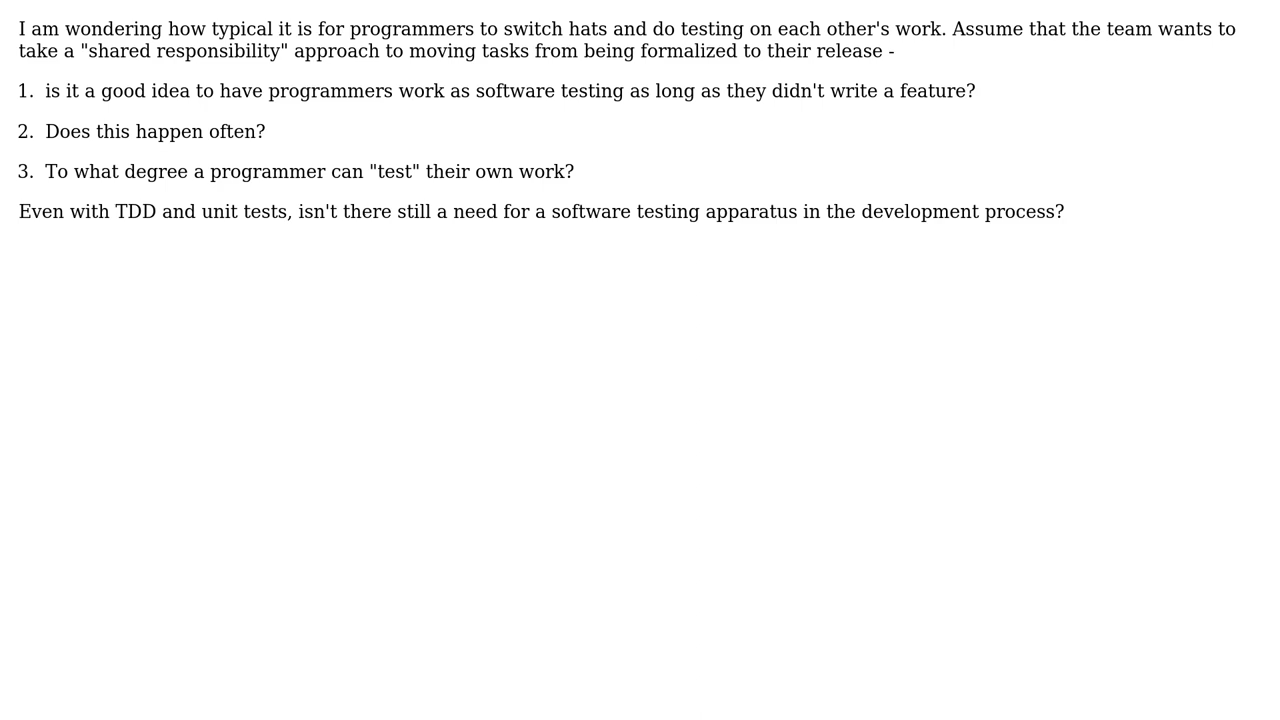 I am wondering how typical it is for programmers to switch hats and do testing on each other's work. Assume that the team wants to
take a "shared responsibility" approach to moving tasks from being formalized to their release -
1. is it a good idea to have programmers work as software testing as long as they didn't write a feature?
2. Does this happen often?
3. To what degree a programmer can "test" their own work?
Even with TDD and unit tests, isn't there still a need for a software testing apparatus in the development process?